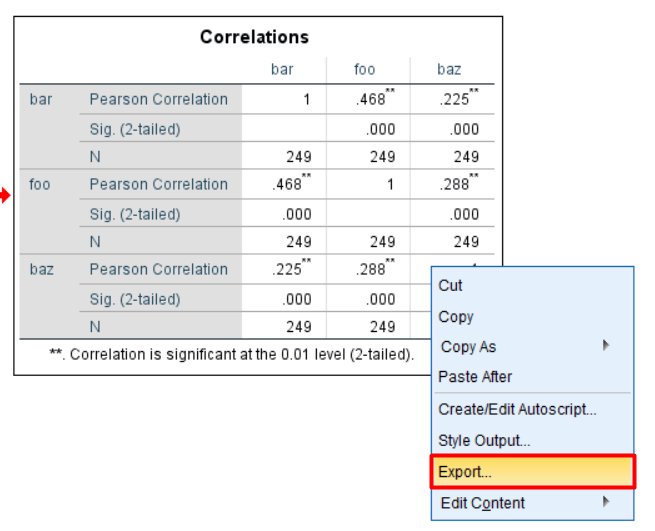 Correlations
bar foo baz
bar Pearson Correlation 1 .468** .225**
Sig. (2-tailed) .000 .000
N 249 249 249
foo Pearson Correlation .468** 1 .288**
Sig. (2-tailed) .000 .000
N 249 249 249
baz Pearson Correlation .225** .288**
Sig. (2-tailed) .000 .000
N 249 249
**. Correlation is significant at the 0.01 level (2-tailed).
Cut
Copy
Copy As
Paste After
Create/Edit Autoscript...
Style Output...
Export...
Edit Content